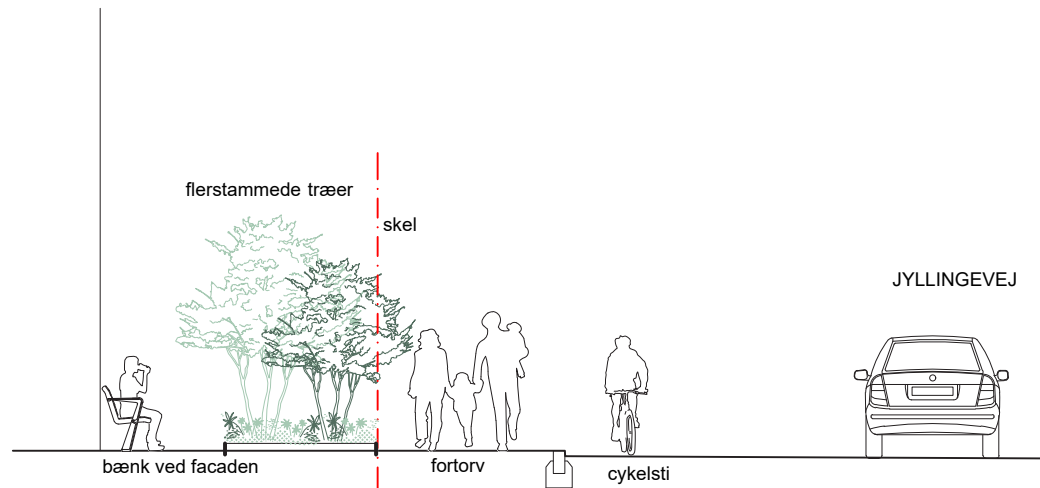 flerstammede træer
skel
JYLLINGEVEJ
bænk ved facaden
fortorv
cykelsti